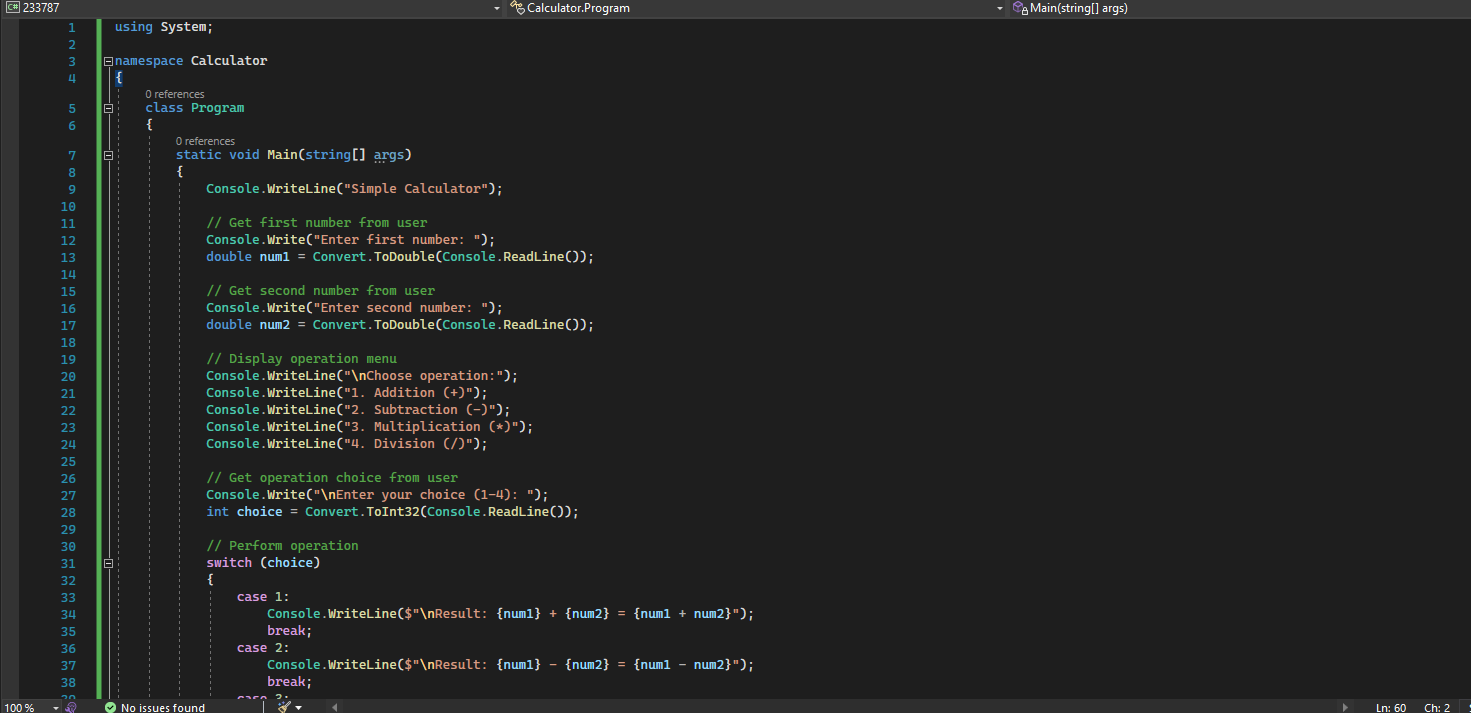 C# 233787 Calculator.Program Main(string[] args)
1 using System;
2
3 namespace Calculator
4 {
0 references
5 class Program
6 {
0 references
7 static void Main(string[] args)
8 {
9 Console.WriteLine("Simple Calculator");
10
11 // Get first number from user
12 Console.Write("Enter first number: ");
13 double num1 = Convert.ToDouble(Console.ReadLine());
14
15 // Get second number from user
16 Console.Write("Enter second number: ");
17 double num2 = Convert.ToDouble(Console.ReadLine());
18
19 // Display operation menu
20 Console.WriteLine("\nChoose operation:");
21 Console.WriteLine("1. Addition (+)");
22 Console.WriteLine("2. Subtraction (-)");
23 Console.WriteLine("3. Multiplication (*)");
24 Console.WriteLine("4. Division (/)");
25
26 // Get operation choice from user
27 Console.Write("\nEnter your choice (1-4): ");
28 int choice = Convert.ToInt32(Console.ReadLine());
29
30 // Perform operation
31 switch (choice)
32 {
33 case 1:
34 Console.WriteLine($"\nResult: {num1} + {num2} = {num1 + num2}");
35 break;
36 case 2:
37 Console.WriteLine($"\nResult: {num1} - {num2} = {num1 - num2}");
38 break;
39 case 3:
100 % No issues found Ln: 60 Ch: 2